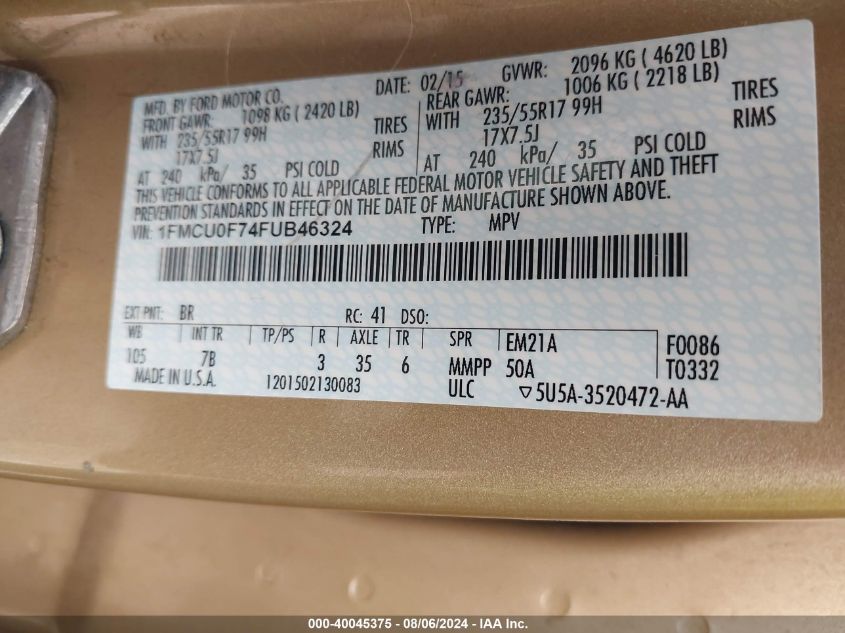 MFD. BY FORD MOTOR CO.
DATE: 02/15 GVWR: 2096 KG ( 4620 LB)
FRONT GAWR: 1098 KG ( 2420 LB)
REAR GAWR: 1006 KG ( 2218 LB)
WITH 235/55R17 99H TIRES
WITH 235/55R17 99H TIRES
17X7.5J RIMS
17X7.5J RIMS
AT 240 kPa/ 35 PSI COLD
AT 240 kPa/ 35 PSI COLD
THIS VEHICLE CONFORMS TO ALL APPLICABLE FEDERAL MOTOR VEHICLE SAFETY AND THEFT
PREVENTION STANDARDS IN EFFECT ON THE DATE OF MANUFACTURE SHOWN ABOVE.
VIN: 1FMCU0F74FUB46324 TYPE: MPV
EXT PNT: BR RC: 41 DSO:
WB INT TR TP/PS R AXLE TR SPR EM21A F0086
105 7B 3 35 6 MMPP 50A T0332
MADE IN U.S.A. 1201502130083 ULC ▽5U5A-3520472-AA
000-40045375 - 08/06/2024 - IAA Inc.